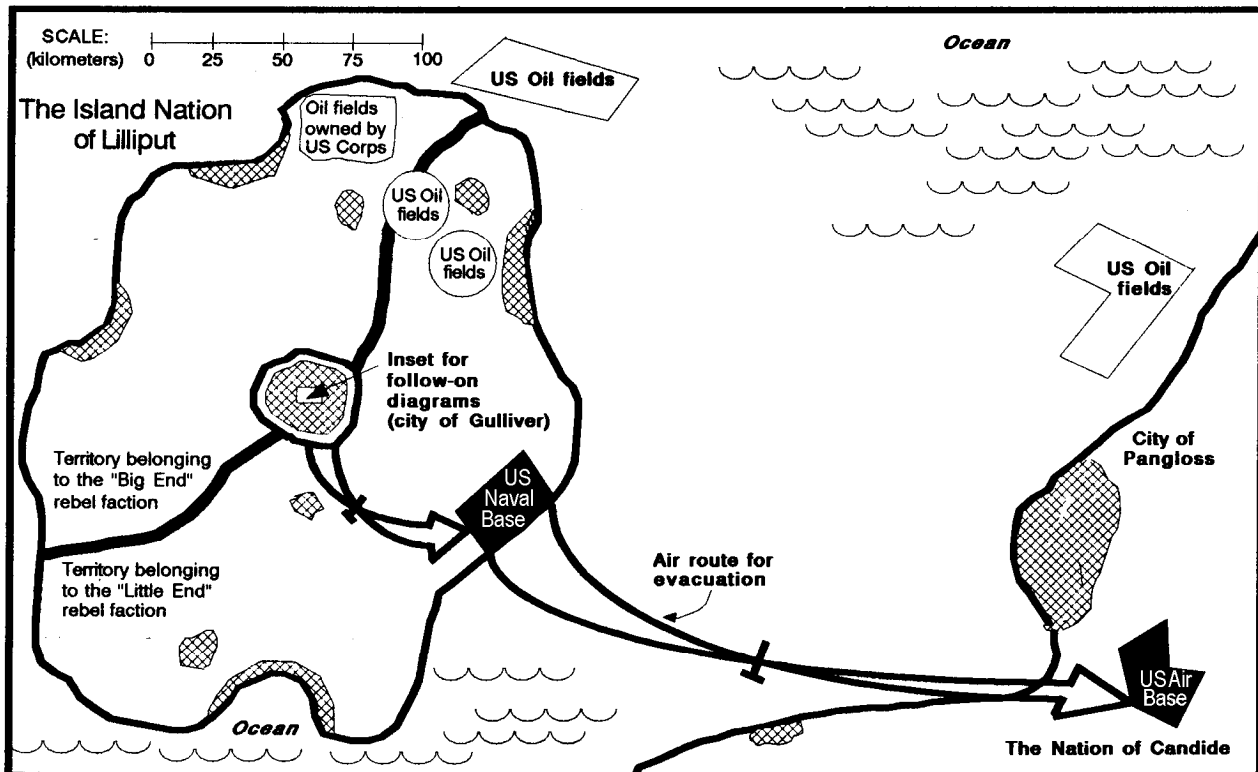 SCALE:
(kilometers) 0 25 50 75 100
The Island Nation
of Lilliput
Oil fields
owned by
US Corps
US Oil fields
Ocean
US Oil
fields
US Oil
fields
US Oil
fields
Inset for
follow-on
diagrams
(city of Gulliver)
City of
Pangloss
Territory belonging
to the "Big End"
rebel faction
US
Naval
Base
Air route for
evacuation
Territory belonging
to the "Little End"
rebel faction
US Air
Base
Ocean
The Nation of Candide